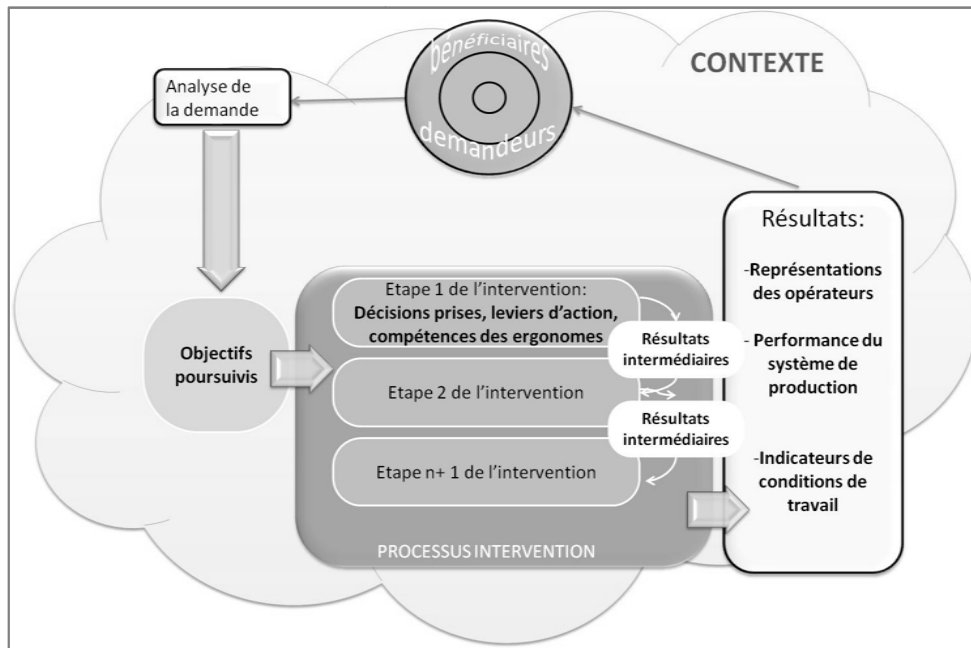 bénéficiaires
demandeurs
CONTEXTE
Analyse de
la demande
Objectifs
poursuivis
Etape 1 de l'intervention:
Décisions prises, leviers d'action,
compétences des ergonomes
Résultats
intermédiaires
Etape 2 de l'intervention
Résultats
intermédiaires
Etape n+ 1 de l'intervention
PROCESSUS INTERVENTION
Résultats:
-Représentations
des opérateurs
- Performance du
système de
production
-Indicateurs de
conditions de
travail